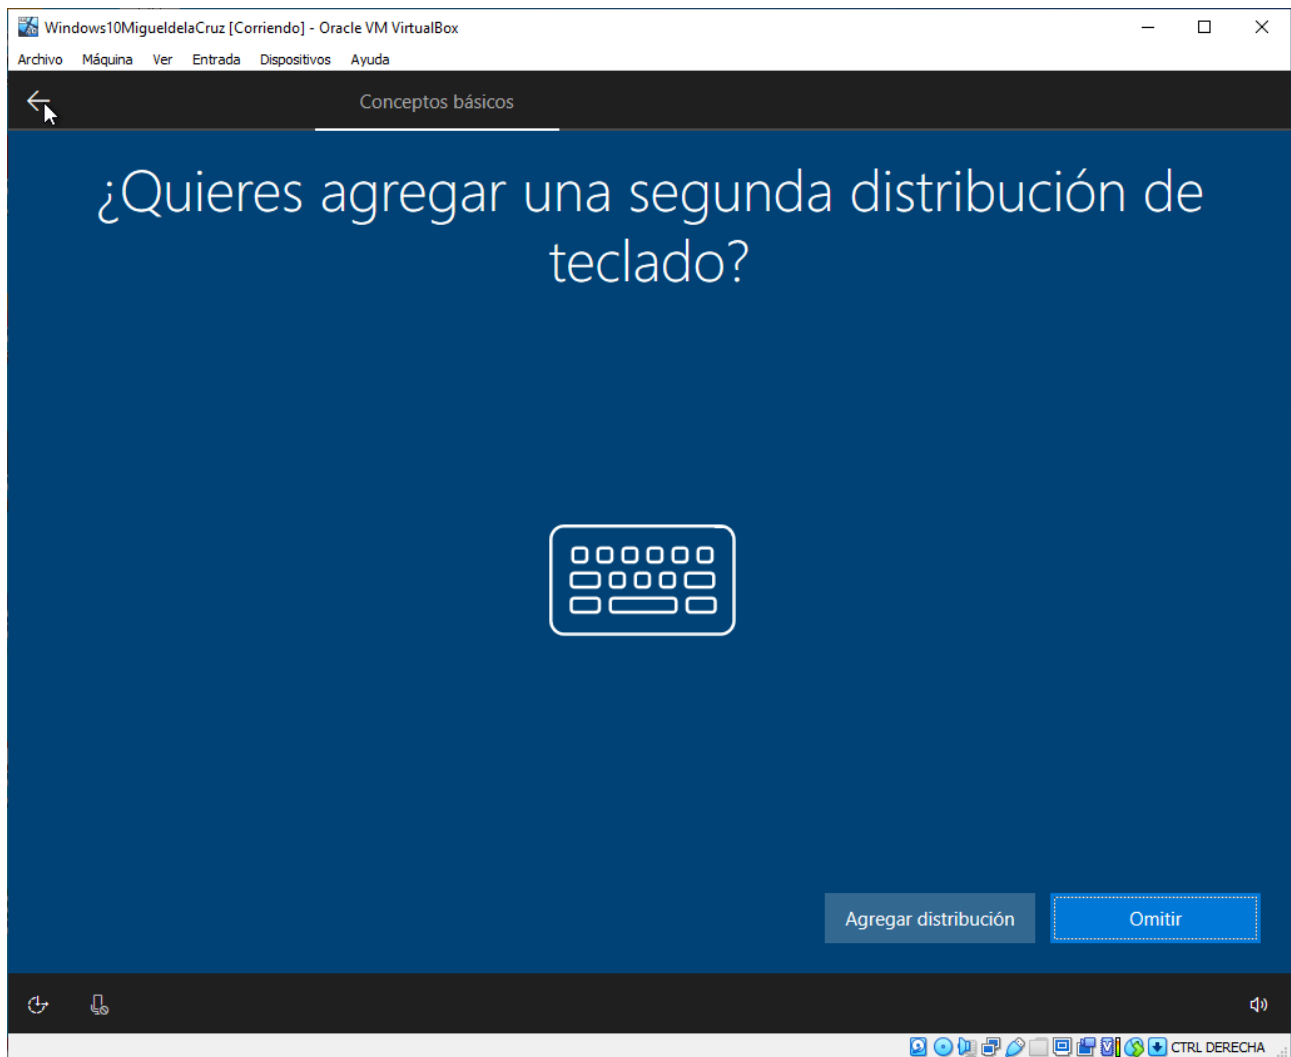 Windows10MigueldelaCruz [Corriendo] - Oracle VM VirtualBox
Archivo Máquina Ver Entrada Dispositivos Ayuda
Conceptos básicos
¿Quieres agregar una segunda distribución de
teclado?
Agregar distribución Omitir
CTRL DERECHA